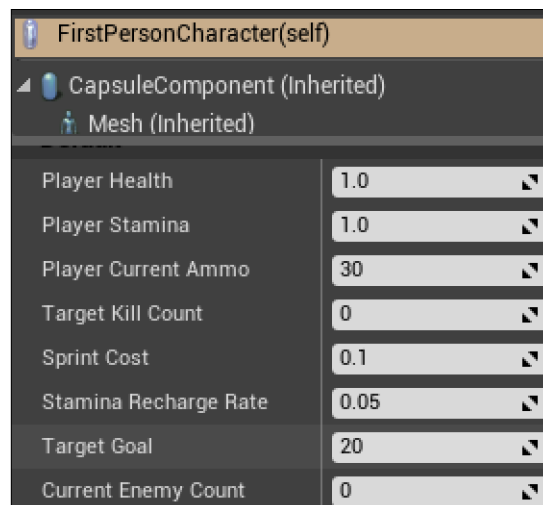 FirstPersonCharacter(self)
CapsuleComponent (Inherited)
Mesh (Inherited)
Default
Player Health 1.0
Player Stamina 1.0
Player Current Ammo 30
Target Kill Count 0
Sprint Cost 0.1
Stamina Recharge Rate 0.05
Target Goal 20
Current Enemy Count 0